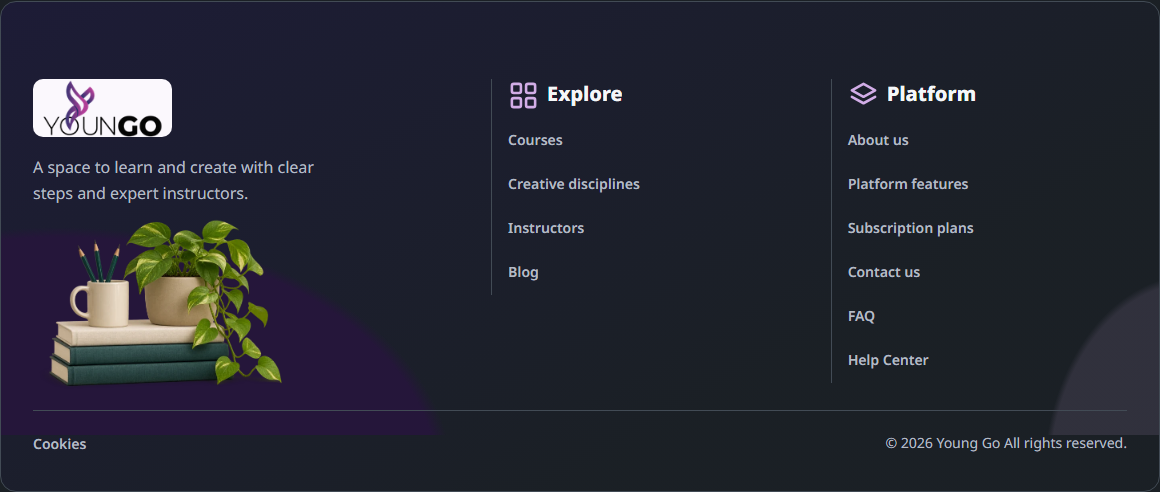 YOUNGO
A space to learn and create with clear
steps and expert instructors.
Explore
Courses
Creative disciplines
Instructors
Blog
Platform
About us
Platform features
Subscription plans
Contact us
FAQ
Help Center
Cookies
© 2026 Young Go All rights reserved.